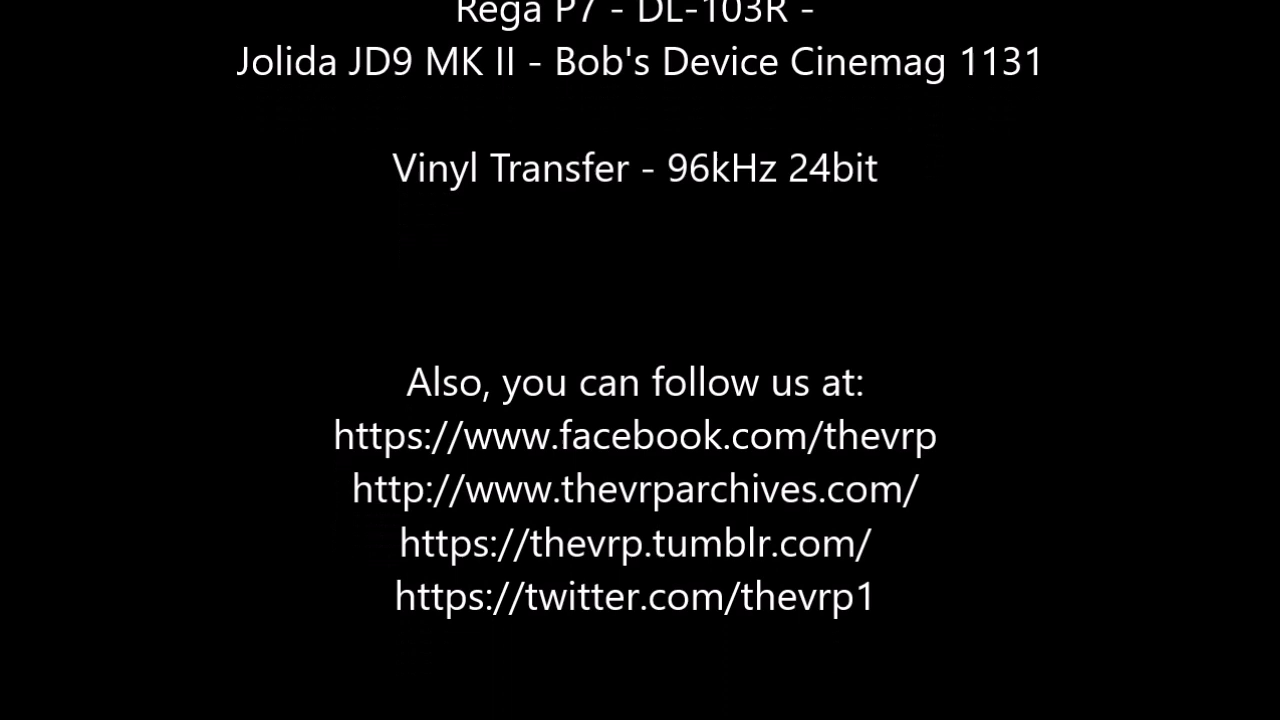 Rega P7 - DL-103R -
Jolida JD9 MK II - Bob's Device Cinemag 1131
Vinyl Transfer - 96kHz 24bit
Also, you can follow us at:
https://www.facebook.com/thevrp
http://www.thevrparchives.com/
https://thevrp.tumblr.com/
https://twitter.com/thevrp1